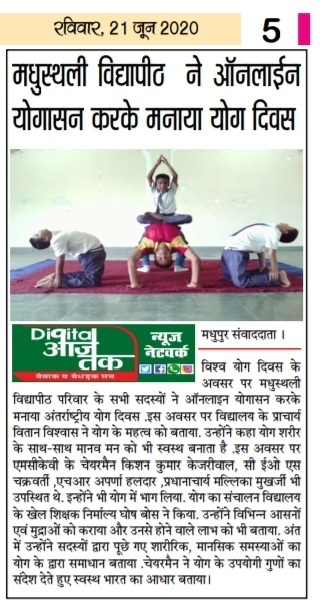 रविवार, 21 जून 2020
5
मधुस्थली विद्यापीठ ने ऑनलाईन
योगासन करके मनाया योग दिवस
Digital
आज
तक
बेबाक व बेधड़क सच
न्यूज
नेटवर्क
मधुपुर संवाददाता ।
विश्व योग दिवस के
अवसर पर मधुस्थली
विद्यापीठ परिवार के सभी सदस्यों ने ऑनलाइन योगासन करके
मनाया अंतर्राष्ट्रीय योग दिवस .इस अवसर पर विद्यालय के प्राचार्य
वितान विश्वास ने योग के महत्व को बताया. उन्होंने कहा योग शरीर
के साथ-साथ मानव मन को भी स्वस्थ बनाता है .इस अवसर पर
एमसीकेवी के चेयरमैन किशन कुमार केजरीवाल, सी ईओ एस
चक्रवर्ती ,एचआर अपर्णा हलदार ,प्रधानाचार्य मल्लिका मुखर्जी भी
उपस्थित थे. इन्होंने भी योग में भाग लिया. योग का संचालन विद्यालय
के खेल शिक्षक निर्माल्य घोष बोस ने किया. उन्होंने विभिन्न आसनों
एवं मुद्राओं को कराया और उनसे होने वाले लाभ को भी बताया. अंत
में उन्होंने सदस्यों द्वारा पूछे गए शारीरिक, मानसिक समस्याओं का
योग के द्वारा समाधान बताया .चेयरमैन ने योग के उपयोगी गुणों का
संदेश देते हुए स्वस्थ भारत का आधार बताया।